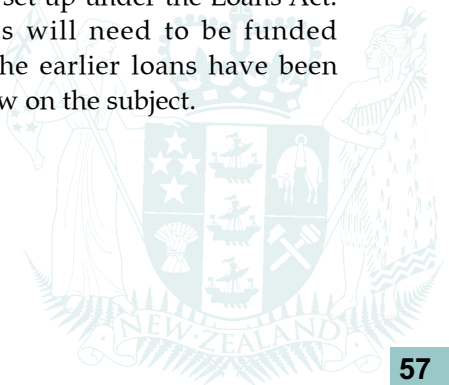 set up under the Loans Act.
s will need to be funded
he earlier loans have been
w on the subject.
NEW·ZEALAND
57